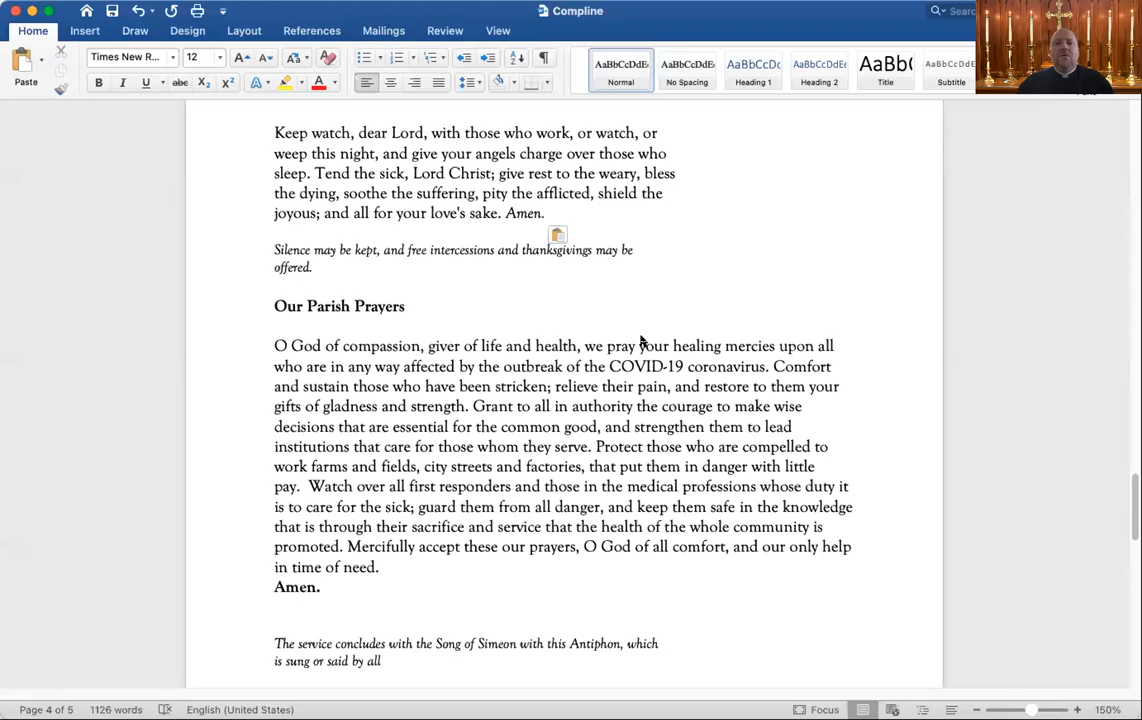 Compline
Search
Home Insert Draw Design Layout References Mailings Review View
Paste
Times New R... 12
AaBbCcDdE Normal
AaBbCcDdE No Spacing
AaBbCcDc Heading 1
AaBbCcDdE Heading 2
AaBb( Title
AaBbCcDdE Subtitle
Keep watch, dear Lord, with those who work, or watch, or
weep this night, and give your angels charge over those who
sleep. Tend the sick, Lord Christ; give rest to the weary, bless
the dying, soothe the suffering, pity the afflicted, shield the
joyous; and all for your love's sake. Amen.
Silence may be kept, and free intercessions and thanksgivings may be
offered.
Our Parish Prayers
O God of compassion, giver of life and health, we pray your healing mercies upon all
who are in any way affected by the outbreak of the COVID-19 coronavirus. Comfort
and sustain those who have been stricken; relieve their pain, and restore to them your
gifts of gladness and strength. Grant to all in authority the courage to make wise
decisions that are essential for the common good, and strengthen them to lead
institutions that care for those whom they serve. Protect those who are compelled to
work farms and fields, city streets and factories, that put them in danger with little
pay. Watch over all first responders and those in the medical professions whose duty it
is to care for the sick; guard them from all danger, and keep them safe in the knowledge
that is through their sacrifice and service that the health of the whole community is
promoted. Mercifully accept these our prayers, O God of all comfort, and our only help
in time of need.
Amen.
The service concludes with the Song of Simeon with this Antiphon, which
is sung or said by all
Page 4 of 5 1126 words English (United States) Focus 150%